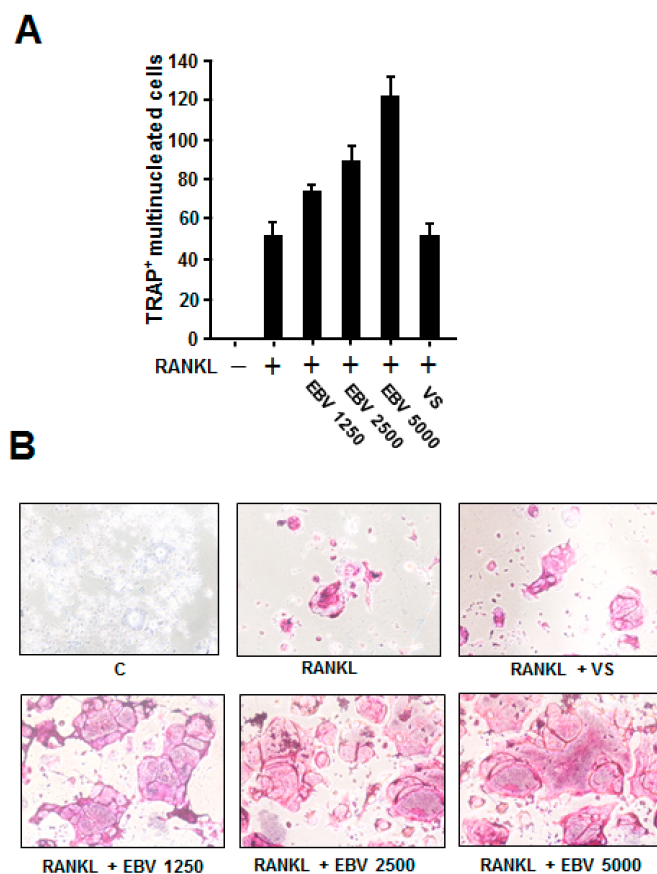 A
TRAP+ multinucleated cells
140
120
100
80
60
40
20
0
RANKL – + + + + +
EBV 1250
EBV 2500
EBV 5000
VS
B
C
RANKL
RANKL + VS
RANKL + EBV 1250
RANKL + EBV 2500
RANKL + EBV 5000